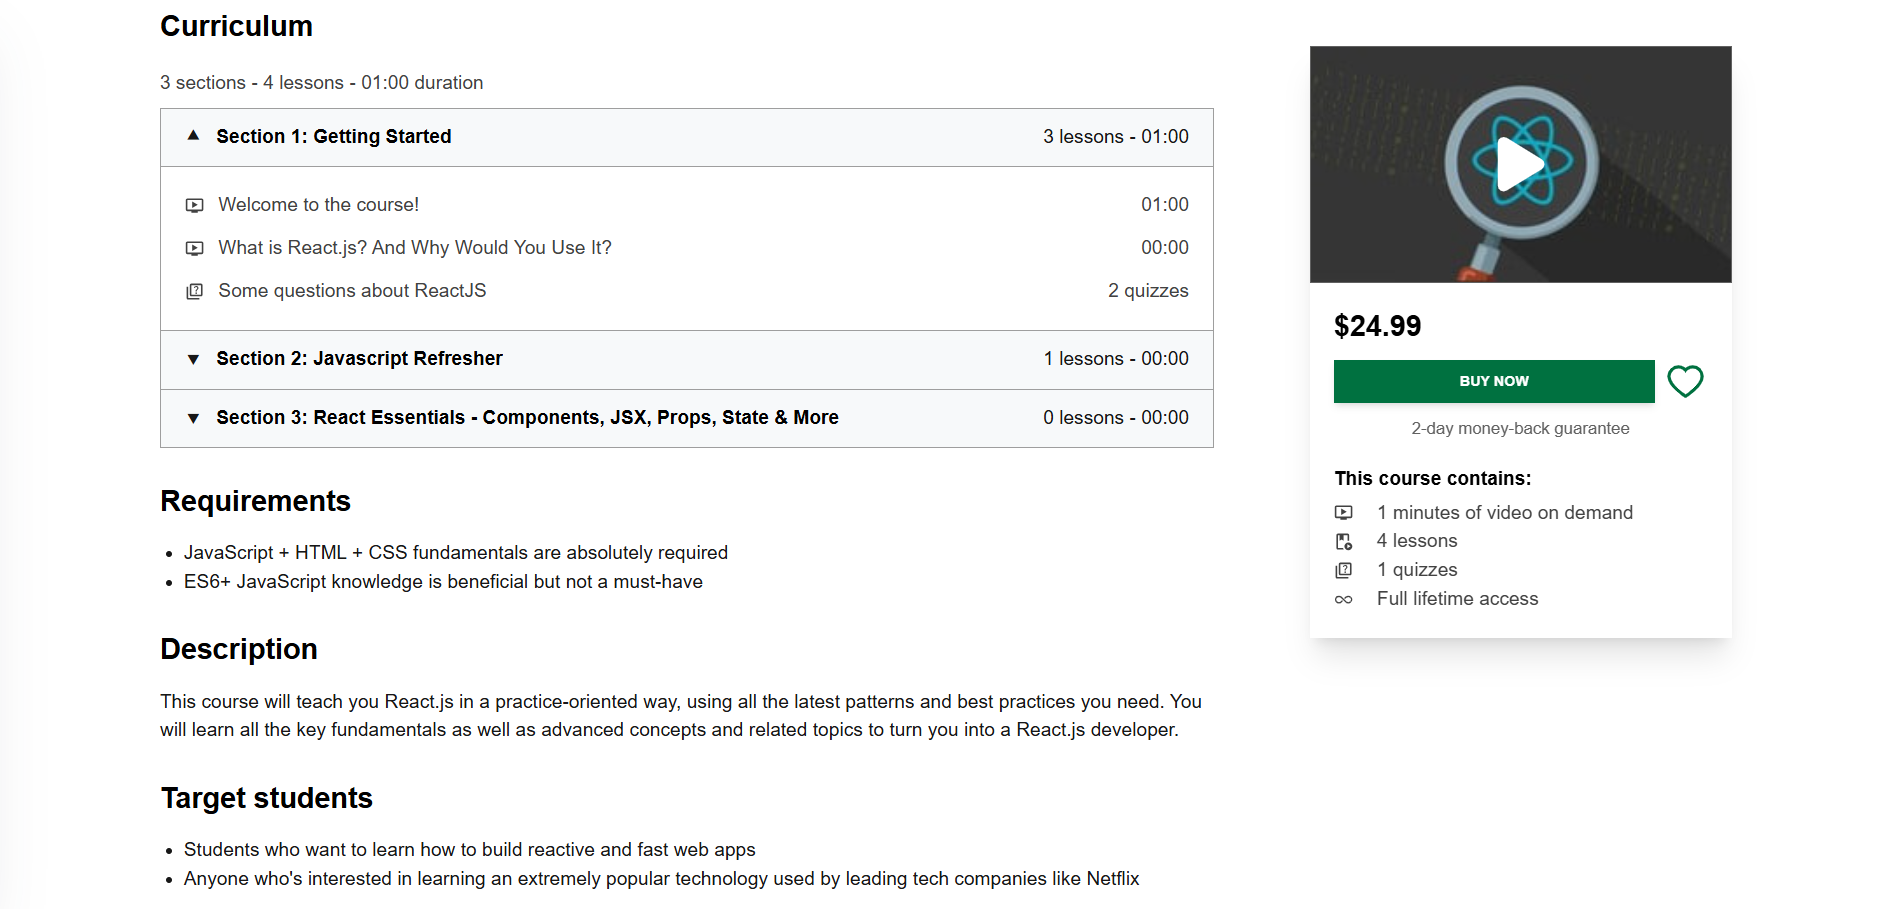 Curriculum
3 sections - 4 lessons - 01:00 duration
Section 1: Getting Started
3 lessons - 01:00
Welcome to the course!
01:00
What is React.js? And Why Would You Use It?
00:00
Some questions about ReactJS
2 quizzes
Section 2: Javascript Refresher
1 lessons - 00:00
Section 3: React Essentials - Components, JSX, Props, State & More
0 lessons - 00:00
Requirements
JavaScript + HTML + CSS fundamentals are absolutely required
ES6+ JavaScript knowledge is beneficial but not a must-have
Description
This course will teach you React.js in a practice-oriented way, using all the latest patterns and best practices you need. You
will learn all the key fundamentals as well as advanced concepts and related topics to turn you into a React.js developer.
Target students
Students who want to learn how to build reactive and fast web apps
Anyone who's interested in learning an extremely popular technology used by leading tech companies like Netflix
$24.99
BUY NOW
2-day money-back guarantee
This course contains:
1 minutes of video on demand
4 lessons
1 quizzes
Full lifetime access